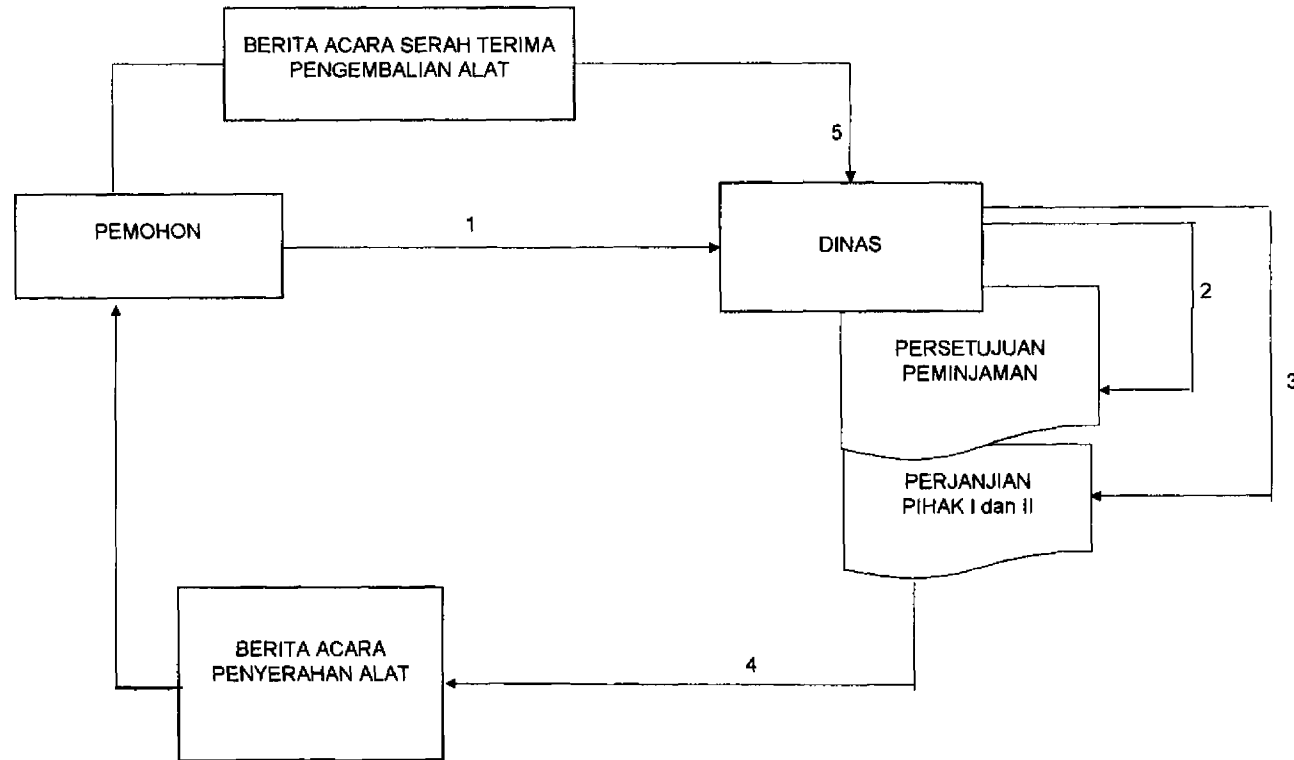 BERITA ACARA SERAH TERIMA
PENGEMBALIAN ALAT
5
PEMOHON
1
DINAS
2
PERSETUJUAN
PEMINJAMAN
3
PERJANJIAN
PIHAK I dan II
BERITA ACARA
PENYERAHAN ALAT
4